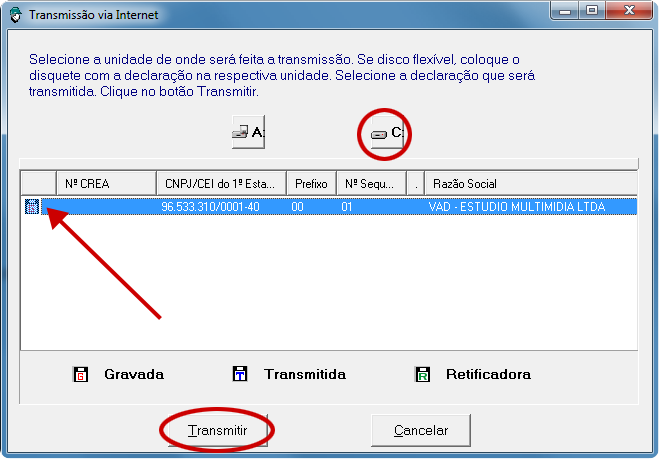 Transmissão via Internet
Selecione a unidade de onde será feita a transmissão. Se disco flexível, coloque o
disquete com a declaração na respectiva unidade. Selecione a declaração que será
transmitida. Clique no botão Transmitir.
A: C:
Nº CREA CNPJ/CEI do 1º Esta... Prefixo Nº Sequ... . Razão Social
96.533.310/0001-40 00 01 VAD - ESTUDIO MULTIMIDIA LTDA
G Gravada T Transmitida R Retificadora
Transmitir Cancelar